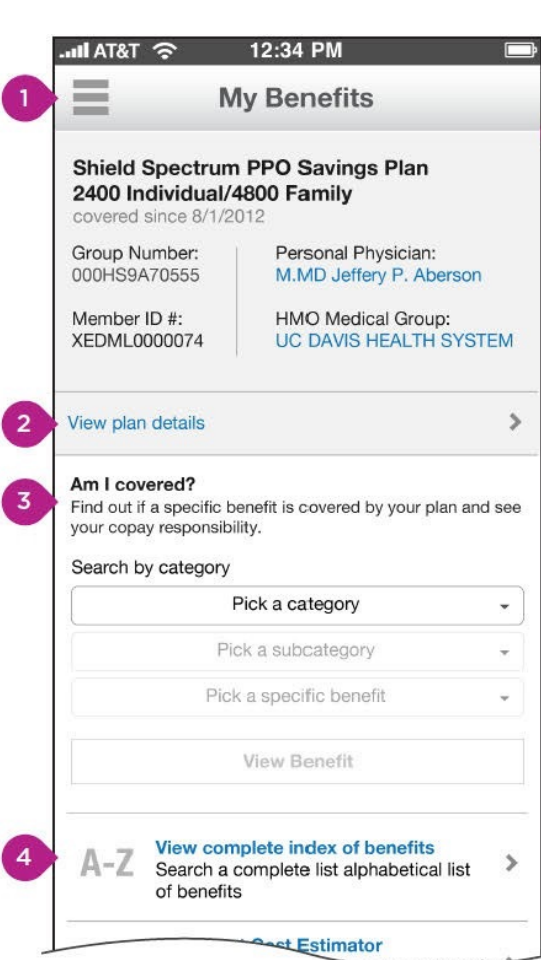 AT&T 12:34 PM
1
My Benefits
Shield Spectrum PPO Savings Plan
2400 Individual/4800 Family
covered since 8/1/2012
Group Number:
000HS9A70555
Personal Physician:
M.MD Jeffery P. Aberson
Member ID #:
XEDML0000074
HMO Medical Group:
UC DAVIS HEALTH SYSTEM
2
View plan details
3
Am I covered?
Find out if a specific benefit is covered by your plan and see
your copay responsibility.
Search by category
Pick a category
Pick a subcategory
Pick a specific benefit
View Benefit
4
A-Z
View complete index of benefits
Search a complete list alphabetical list
of benefits
Cost Estimator